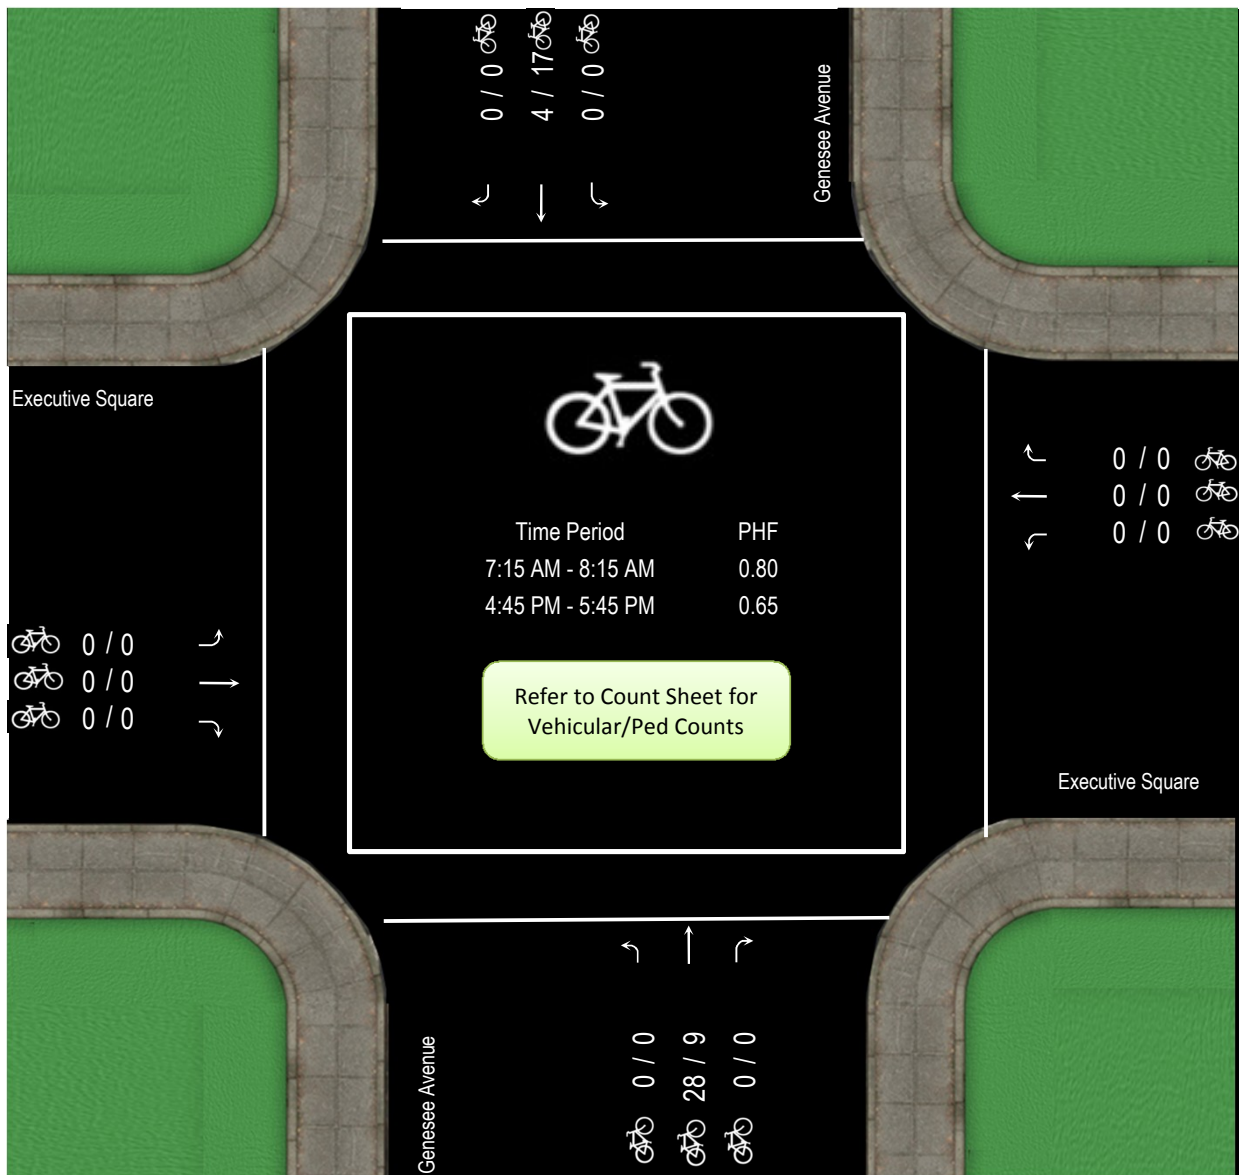 0 / 0
4 / 17
0 / 0
Genesee Avenue
Executive Square
0 / 0
0 / 0
0 / 0
Time Period PHF
7:15 AM - 8:15 AM 0.80
4:45 PM - 5:45 PM 0.65
0 / 0
0 / 0
0 / 0
Refer to Count Sheet for
Vehicular/Ped Counts
Executive Square
Genesee Avenue
0 / 0
28 / 9
0 / 0